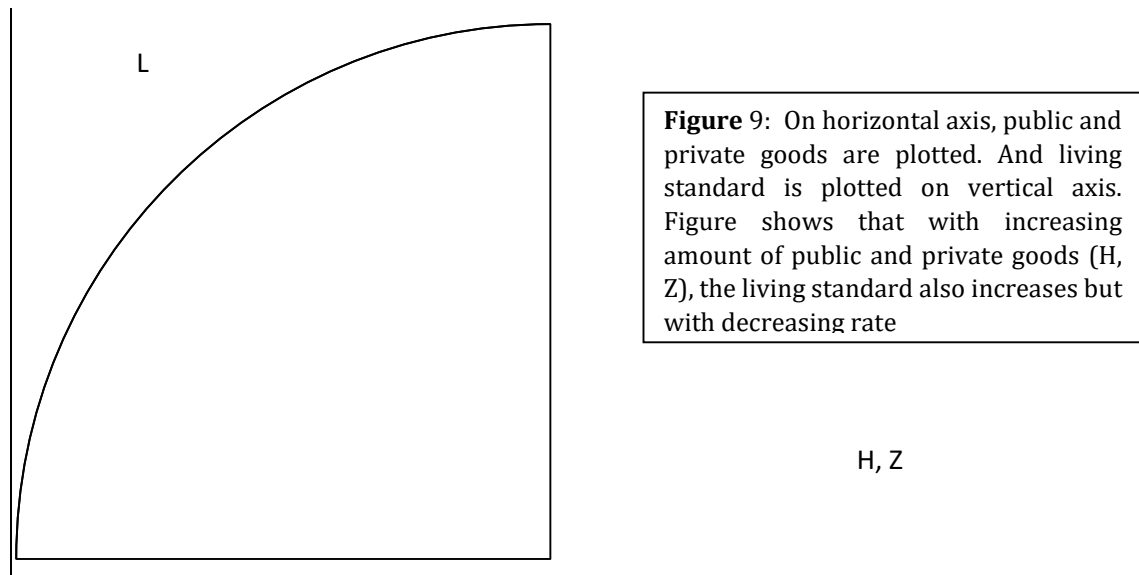 L
Figure 9: On horizontal axis, public and
private goods are plotted. And living
standard is plotted on vertical axis.
Figure shows that with increasing
amount of public and private goods (H,
Z), the living standard also increases but
with decreasing rate
H, Z